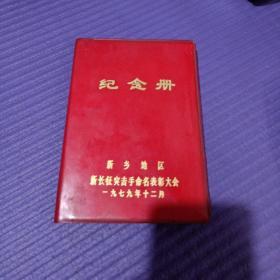 纪念册
新乡地区
新长征突击手命名表彰大会
一九七九年十二月